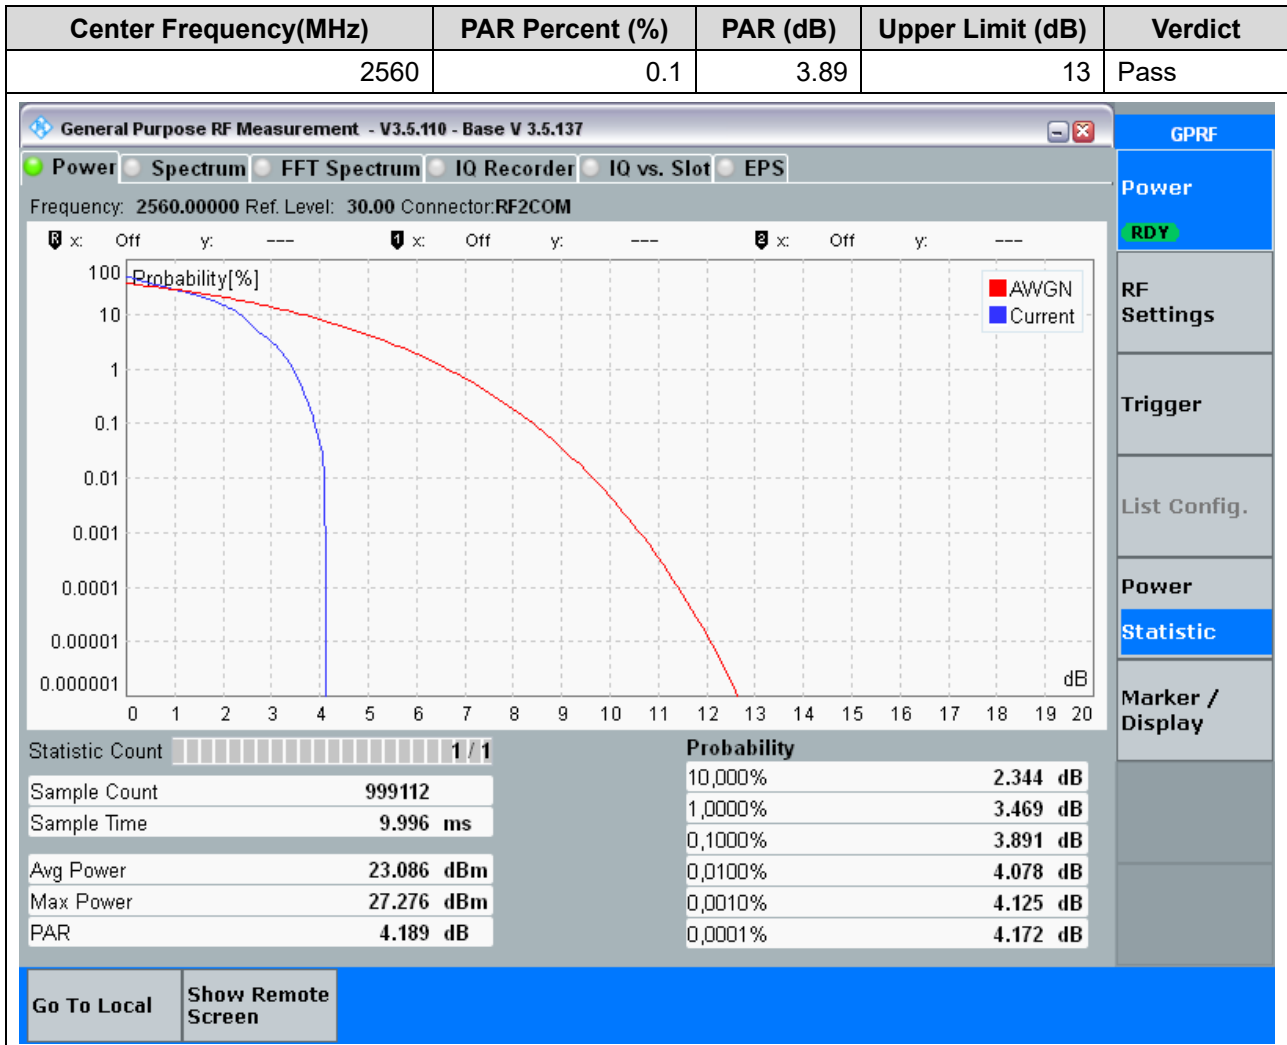 Center Frequency(MHz) PAR Percent (%) PAR (dB) Upper Limit (dB) Verdict
2560 0.1 3.89 13 Pass
General Purpose RF Measurement - V3.5.110 - Base V 3.5.137
GPRF
Power Spectrum FFT Spectrum IQ Recorder IQ vs. Slot EPS
Frequency: 2560.00000 Ref. Level: 30.00 Connector:RF2COM
R x: Off y: --- 1 x: Off y: --- 2 x: Off y: ---
Probability[%]
AWGN
Current
100
10
1
0.1
0.01
0.001
0.0001
0.00001
0.000001
dB
0 1 2 3 4 5 6 7 8 9 10 11 12 13 14 15 16 17 18 19 20
Statistic Count 1 / 1
Sample Count 999112
Sample Time 9.996 ms
Avg Power 23.086 dBm
Max Power 27.276 dBm
PAR 4.189 dB
Probability
10,000% 2.344 dB
1,0000% 3.469 dB
0,1000% 3.891 dB
0,0100% 4.078 dB
0,0010% 4.125 dB
0,0001% 4.172 dB
Power
RDY
RF
Settings
Trigger
List Config.
Power
Statistic
Marker /
Display
Go To Local
Show Remote
Screen